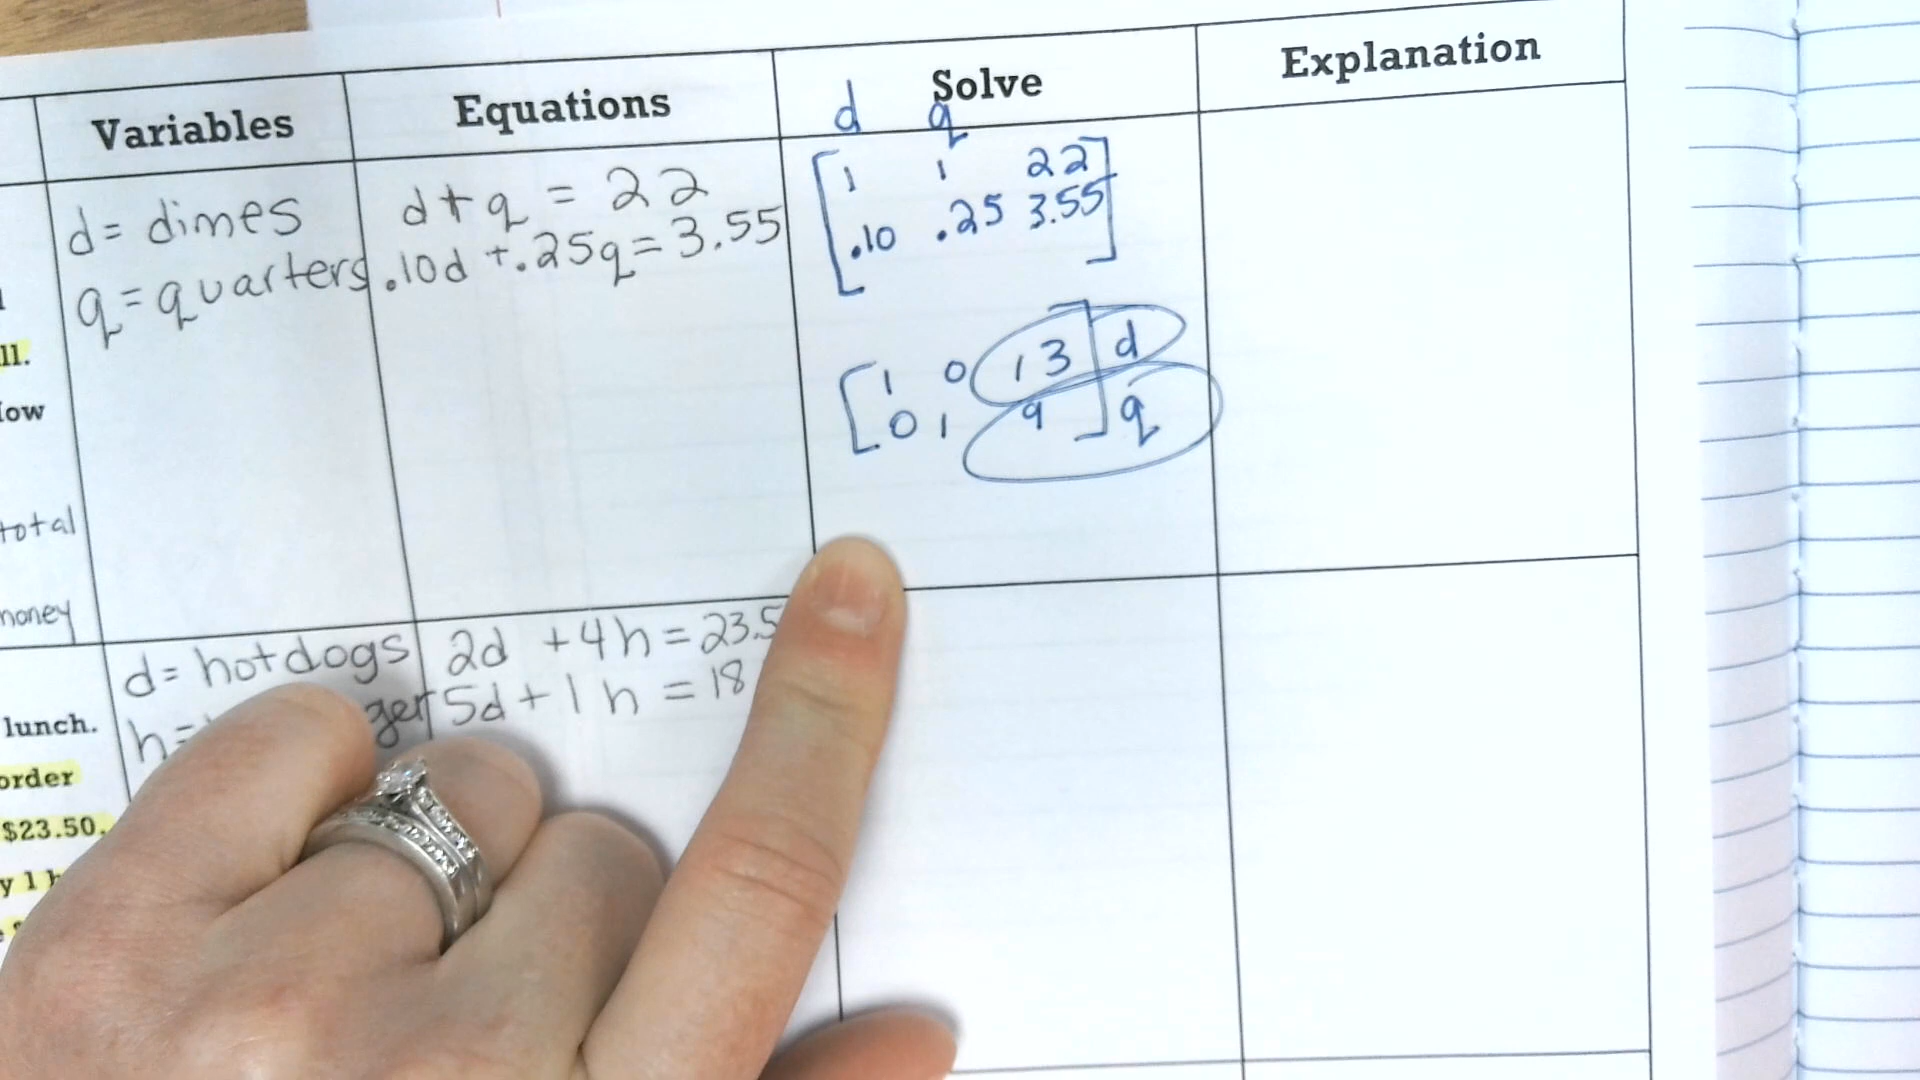 Variables Equations Solve Explanation
d q
d = dimes
q = quarters
d + q = 22
.10d + .25q = 3.55
1 1 22
.10 .25 3.55
1 0 13 d
0 1 9 q
ll.
total
money
d = hotdogs
h =
2d + 4h = 23.5
5d + 1h = 18
lunch.
order
$23.50.
y 1